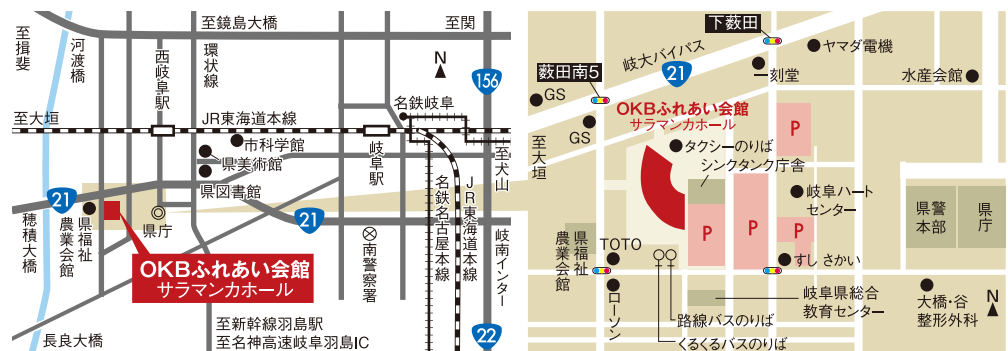 至鏡島大橋
至関
至揖斐
河渡橋
西岐阜駅
環状線
N
156
名鉄岐阜
至大垣
JR東海道本線
市科学館
県美術館
県図書館
岐阜駅
至犬山
21
名鉄名古屋本線
JR東海道本線
穂積大橋
県福祉
農業会館
県庁
21
南警察署
岐南インター
OKBふれあい会館
サラマンカホール
至新幹線羽島駅
至名神高速岐阜羽島IC
長良大橋
22
下薮田
ヤマダ電機
岐大バイパス
21
薮田南5
一刻堂
水産会館
GS
OKBふれあい会館
サラマンカホール
GS
P
タクシーのりば
シンクタンク庁舎
至大垣
岐阜ハート
センター
県警
本部
県庁
P
P
P
県福祉
農業会館
TOTO
すし さかい
ローソン
岐阜県総合
教育センター
大橋・谷
整形外科
N
路線バスのりば
くるくるバスのりば